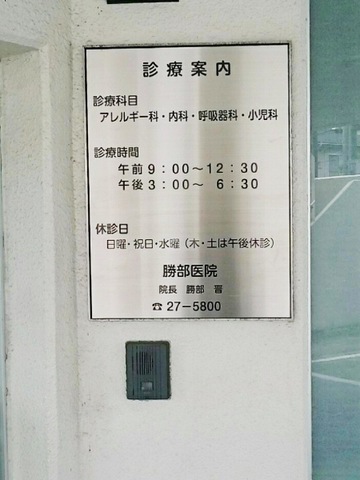 診療案内
診療科目
アレルギー科・内科・呼吸器科・小児科
診療時間
午前 9：00〜12：30
午後 3：00〜 6：30
休診日
日曜・祝日・水曜（木・土は午後休診）
勝部医院
院長 勝部 晋
☎ 27−5800